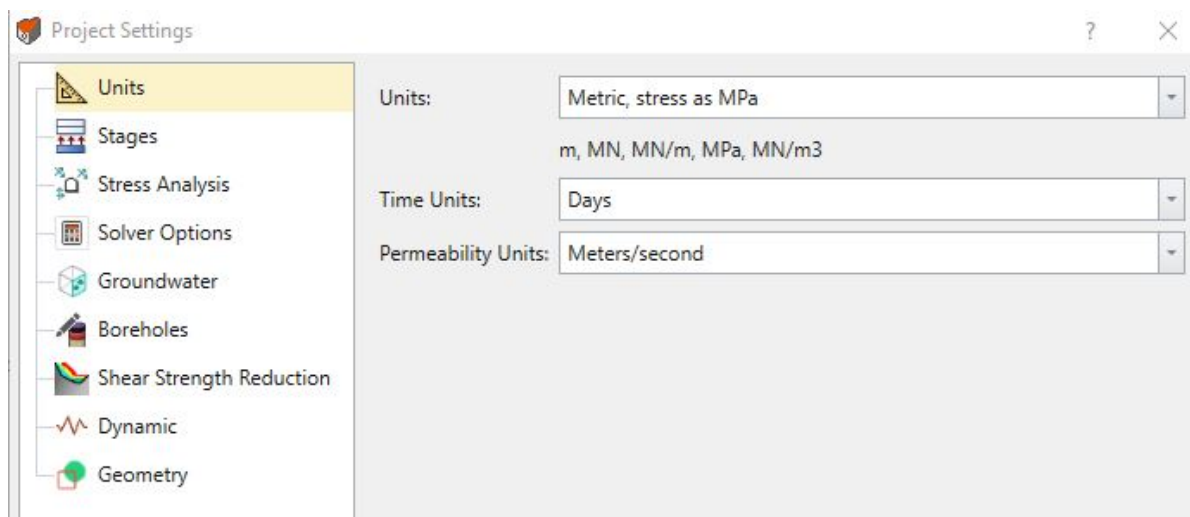 Project Settings
?
Units
Stages
Stress Analysis
Solver Options
Groundwater
Boreholes
Shear Strength Reduction
Dynamic
Geometry
Units: Metric, stress as MPa
m, MN, MN/m, MPa, MN/m3
Time Units: Days
Permeability Units: Meters/second